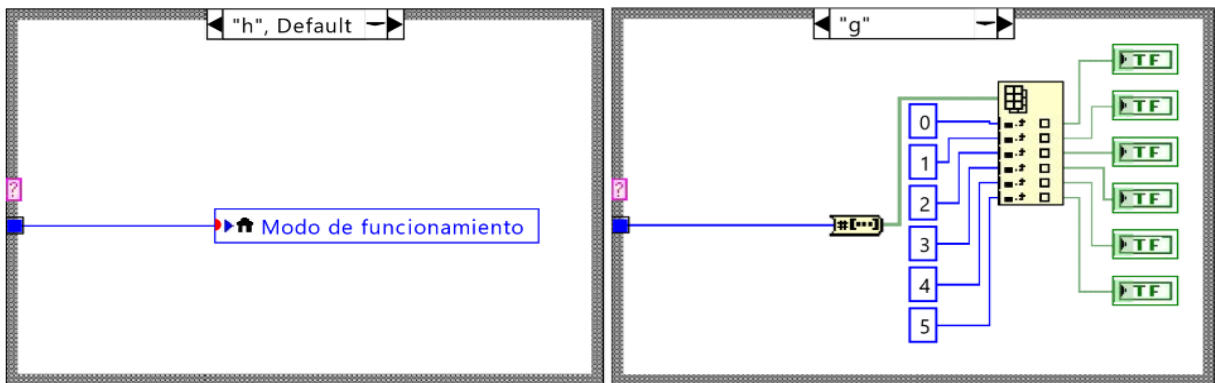 "h", Default
?
Modo de funcionamiento
"g"
?
#[...]
0
1
2
3
4
5
TF
TF
TF
TF
TF
TF